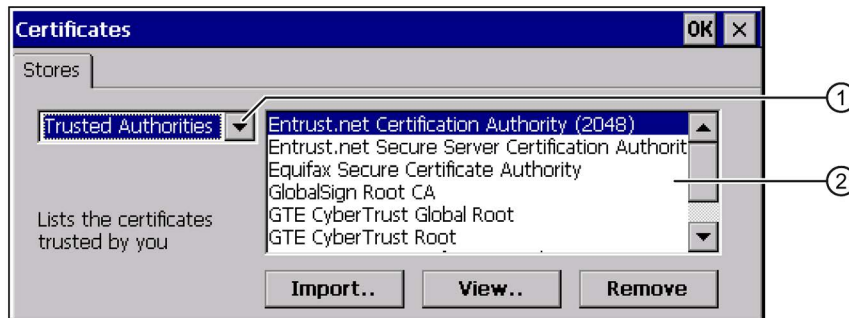 Certificates OK ×
Stores
Trusted Authorities
Entrust.net Certification Authority (2048)
Entrust.net Secure Server Certification Authorit
Equifax Secure Certificate Authority
GlobalSign Root CA
GTE CyberTrust Global Root
GTE CyberTrust Root
Lists the certificates
trusted by you
Import.. View.. Remove
1
2